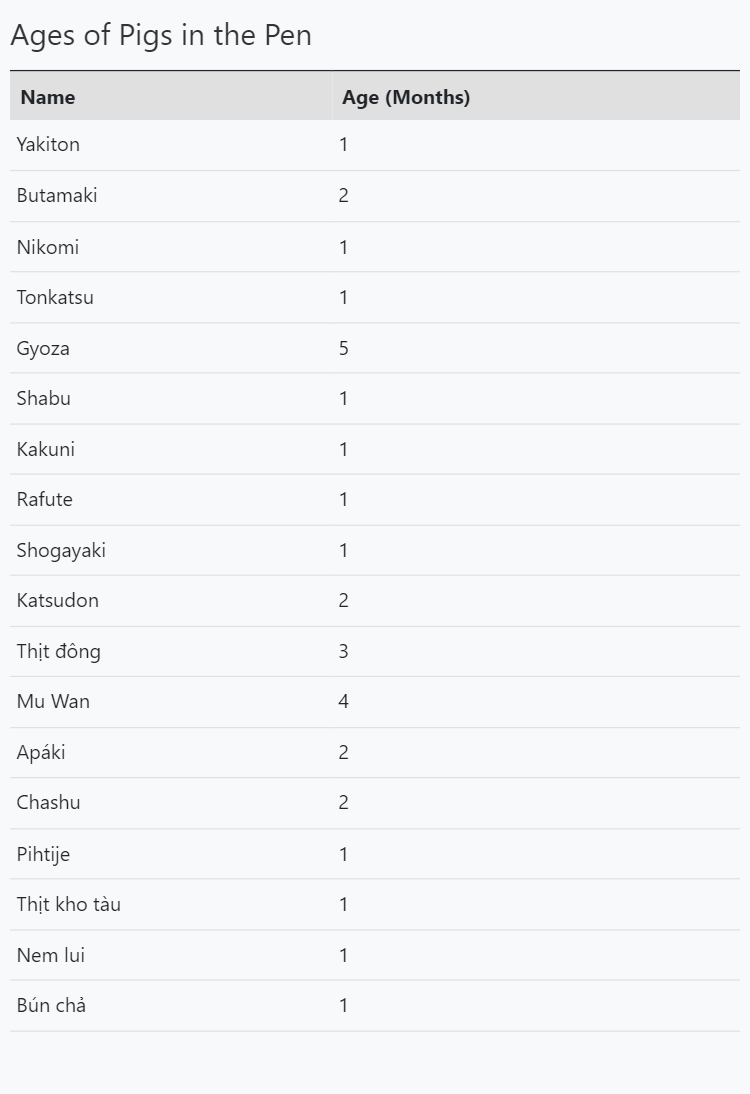 Ages of Pigs in the Pen
Name Age (Months)
Yakiton 1
Butamaki 2
Nikomi 1
Tonkatsu 1
Gyoza 5
Shabu 1
Kakuni 1
Rafute 1
Shogayaki 1
Katsudon 2
Thịt đông 3
Mu Wan 4
Apáki 2
Chashu 2
Pihtije 1
Thịt kho tàu 1
Nem lui 1
Bún chả 1